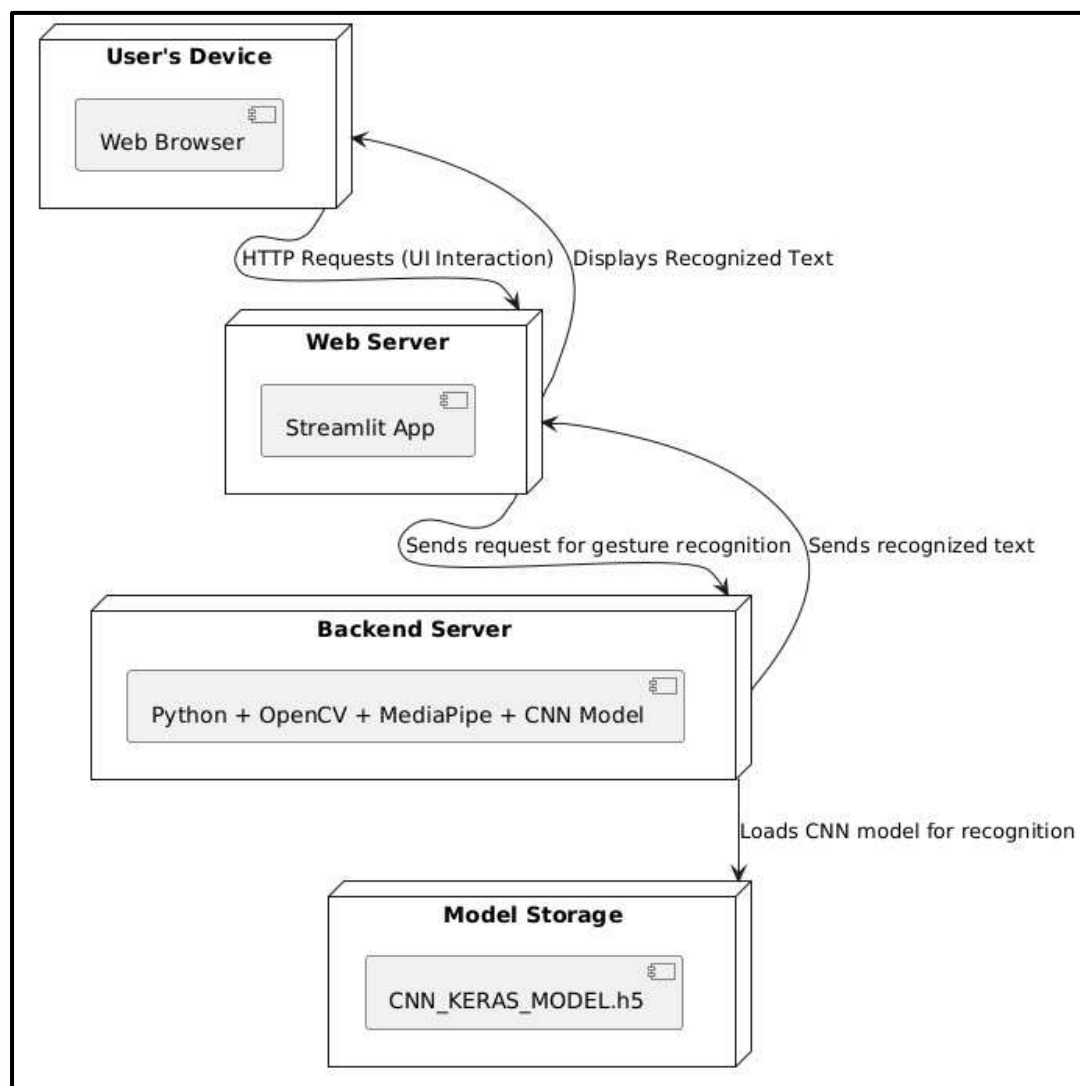 User's Device
Web Browser
HTTP Requests (UI Interaction)
Displays Recognized Text
Web Server
Streamlit App
Sends request for gesture recognition
Sends recognized text
Backend Server
Python + OpenCV + MediaPipe + CNN Model
Loads CNN model for recognition
Model Storage
CNN_KERAS_MODEL.h5